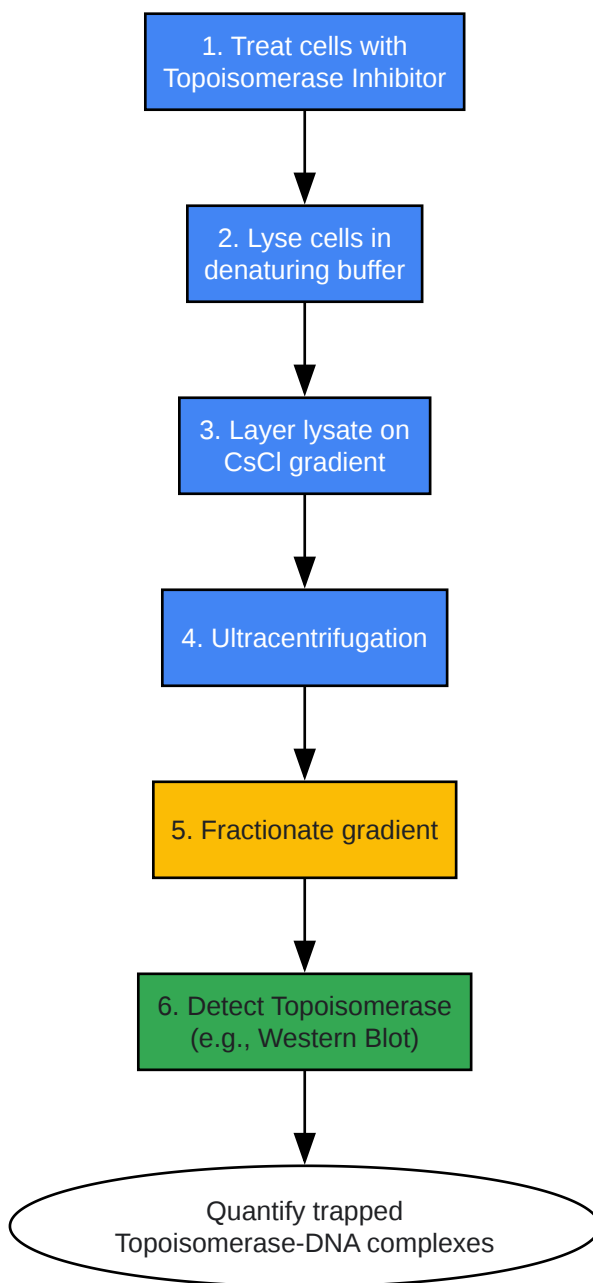 1. Treat cells with
Topoisomerase Inhibitor
2. Lyse cells in
denaturing buffer
3. Layer lysate on
CsCl gradient
4. Ultracentrifugation
5. Fractionate gradient
6. Detect Topoisomerase
(e.g., Western Blot)
Quantify trapped
Topoisomerase-DNA complexes